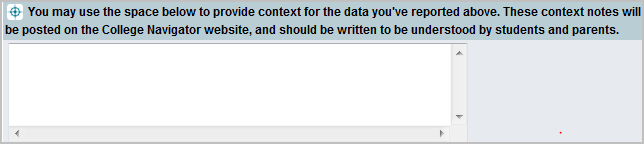 You may use the space below to provide context for the data you've reported above. These context notes will
be posted on the College Navigator website, and should be written to be understood by students and parents.